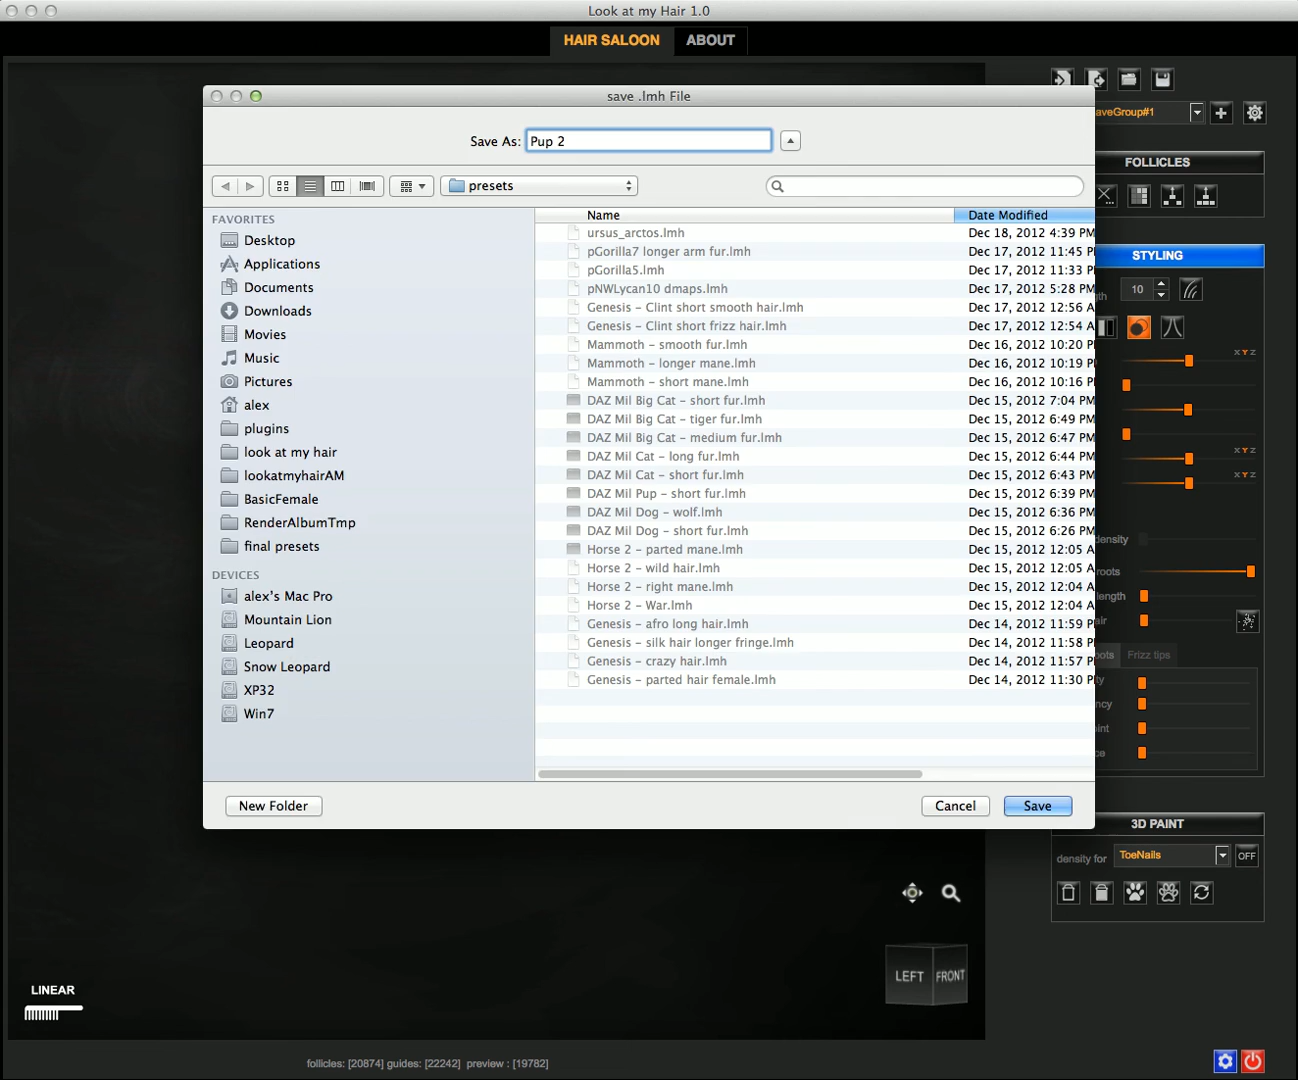 Look at my Hair 1.0
HAIR SALOON ABOUT
save .lmh File
Save As: Pup 2
aveGroup#1
presets
FOLLICLES
FAVORITES
Desktop
Applications
Documents
Downloads
Movies
Music
Pictures
alex
plugins
look at my hair
lookatmyhairAM
BasicFemale
RenderAlbumTmp
final presets
DEVICES
alex's Mac Pro
Mountain Lion
Leopard
Snow Leopard
XP32
Win7
Name Date Modified
ursus_arctos.lmh Dec 18, 2012 4:39 PM
pGorilla7 longer arm fur.lmh Dec 17, 2012 11:45 P
pGorilla5.lmh Dec 17, 2012 11:33 P
pNWLycan10 dmaps.lmh Dec 17, 2012 5:28 PM
Genesis - Clint short smooth hair.lmh Dec 17, 2012 12:56 A
Genesis - Clint short frizz hair.lmh Dec 17, 2012 12:54 A
Mammoth - smooth fur.lmh Dec 16, 2012 10:20 P
Mammoth - longer mane.lmh Dec 16, 2012 10:19 P
Mammoth - short mane.lmh Dec 16, 2012 10:16 P
DAZ Mil Big Cat - short fur.lmh Dec 15, 2012 7:04 PM
DAZ Mil Big Cat - tiger fur.lmh Dec 15, 2012 6:49 PM
DAZ Mil Big Cat - medium fur.lmh Dec 15, 2012 6:47 PM
DAZ Mil Cat - long fur.lmh Dec 15, 2012 6:44 PM
DAZ Mil Cat - short fur.lmh Dec 15, 2012 6:43 PM
DAZ Mil Pup - short fur.lmh Dec 15, 2012 6:39 PM
DAZ Mil Dog - wolf.lmh Dec 15, 2012 6:36 PM
DAZ Mil Dog - short fur.lmh Dec 15, 2012 6:26 PM
Horse 2 - parted mane.lmh Dec 15, 2012 12:05 A
Horse 2 - wild hair.lmh Dec 15, 2012 12:05 A
Horse 2 - right mane.lmh Dec 15, 2012 12:04 A
Horse 2 - War.lmh Dec 15, 2012 12:04 A
Genesis - afro long hair.lmh Dec 14, 2012 11:59 P
Genesis - silk hair longer fringe.lmh Dec 14, 2012 11:58 P
Genesis - crazy hair.lmh Dec 14, 2012 11:57 P
Genesis - parted hair female.lmh Dec 14, 2012 11:30 P
New Folder Cancel Save
STYLING
gth 10
XYZ
XYZ
XYZ
density
roots
length
air
oots Frizz tips
ty
ncy
oint
ce
3D PAINT
density for ToeNails OFF
LEFT FRONT
LINEAR
follicles: [20874] guides: [22242] preview : [19782]